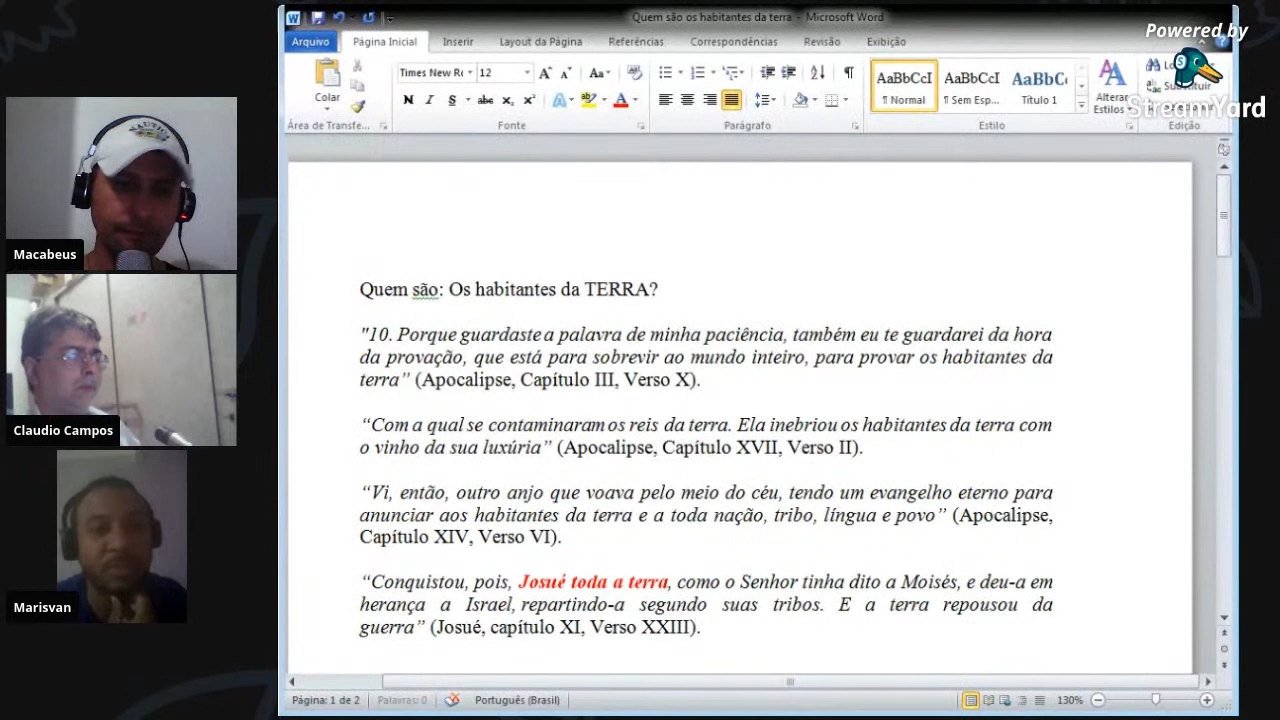 Quem são os habitantes da terra - Microsoft Word
Powered by
StreamYard
Arquivo Página Inicial Inserir Layout da Página Referências Correspondências Revisão Exibição
Colar
Área de Transfe...
Times New Ro 12
N I S abc x₂ x²
Fonte
Parágrafo
AaBbCcI AaBbCcI AaBbC
¶ Normal ¶ Sem Esp... Título 1
Alterar
Estilos
Estilo
Substituir
Edição
Macabeus
Claudio Campos
Marisvan
Quem são: Os habitantes da TERRA?
"10. Porque guardaste a palavra de minha paciência, também eu te guardarei da hora
da provação, que está para sobrevir ao mundo inteiro, para provar os habitantes da
terra” (Apocalipse, Capítulo III, Verso X).
“Com a qual se contaminaram os reis da terra. Ela inebriou os habitantes da terra com
o vinho da sua luxúria” (Apocalipse, Capítulo XVII, Verso II).
“Vi, então, outro anjo que voava pelo meio do céu, tendo um evangelho eterno para
anunciar aos habitantes da terra e a toda nação, tribo, língua e povo” (Apocalipse,
Capítulo XIV, Verso VI).
“Conquistou, pois, Josué toda a terra, como o Senhor tinha dito a Moisés, e deu-a em
herança a Israel, repartindo-a segundo suas tribos. E a terra repousou da
guerra” (Josué, capítulo XI, Verso XXIII).
Página: 1 de 2 Palavras: 0 Português (Brasil) 130%